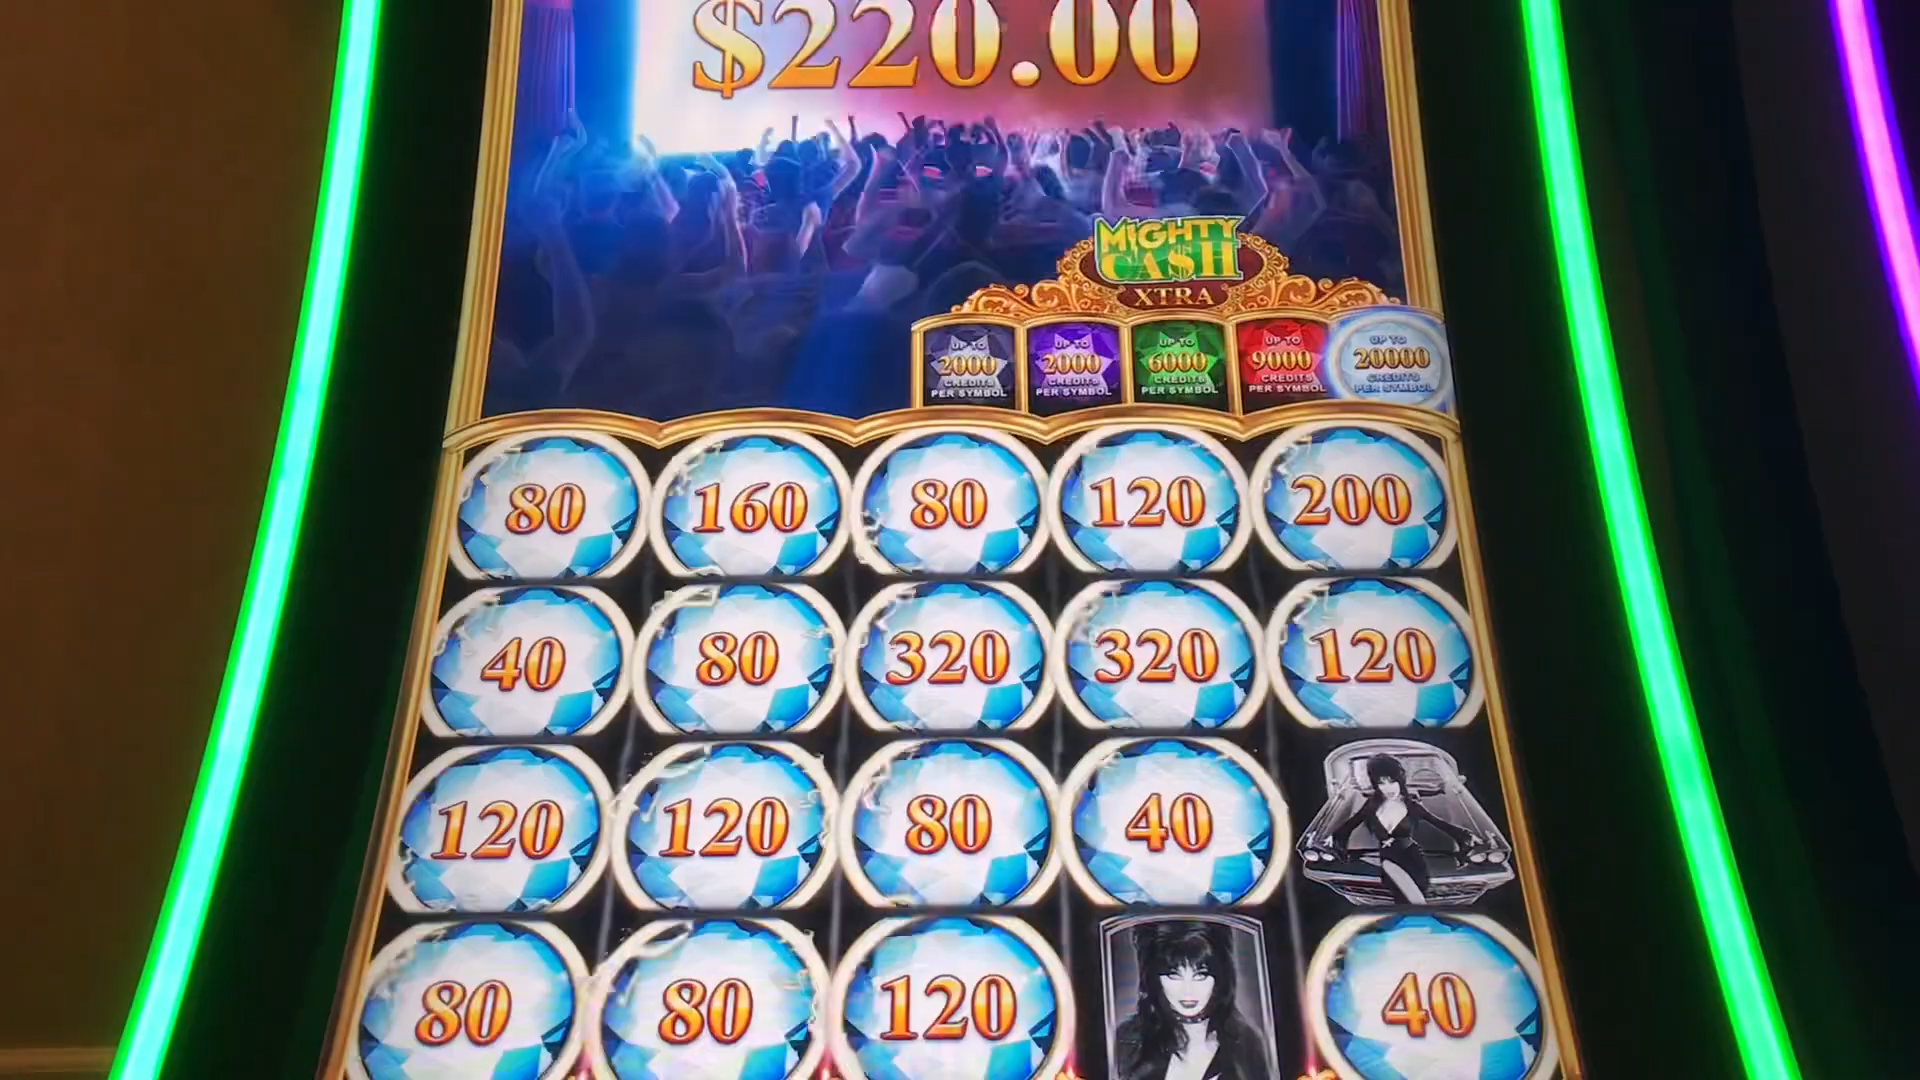 $220.00
MIGHTY
CA$H
XTRA
UP TO
2000
CREDITS
PER SYMBOL
UP TO
2000
CREDITS
PER SYMBOL
UP TO
6000
CREDITS
PER SYMBOL
UP TO
9000
CREDITS
PER SYMBOL
UP TO
20000
CREDITS
PER SYMBOL
80 160 80 120 200
40 80 320 320 120
120 120 80 40
80 80 120 40